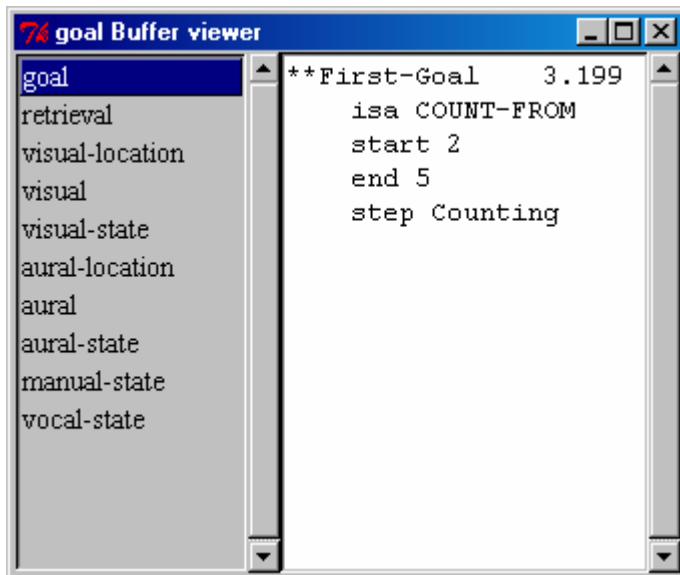 goal Buffer viewer
goal
retrieval
visual-location
visual
visual-state
aural-location
aural
aural-state
manual-state
vocal-state
**First-Goal 3.199
isa COUNT-FROM
start 2
end 5
step Counting